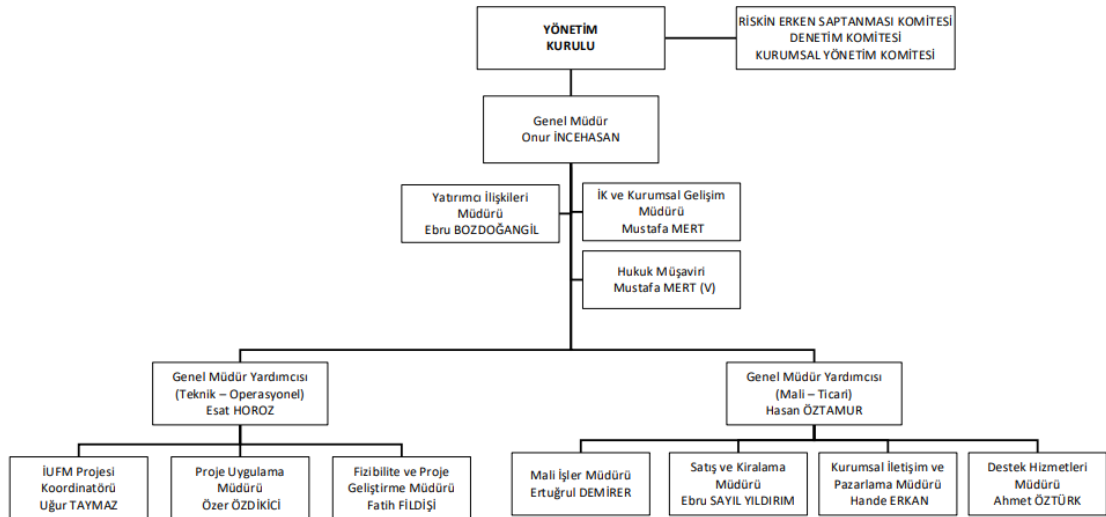 YÖNETİM
KURULU
RİSKİN ERKEN SAPTANMASI KOMİTESİ
DENETİM KOMİTESİ
KURUMSAL YÖNETİM KOMİTESİ
Genel Müdür
Onur İNCEHASAN
Yatırımcı İlişkileri
Müdürü
Ebru BOZDOĞANGİL
İK ve Kurumsal Gelişim
Müdürü
Mustafa MERT
Hukuk Müşaviri
Mustafa MERT (V)
Genel Müdür Yardımcısı
(Teknik – Operasyonel)
Esat HOROZ
Genel Müdür Yardımcısı
(Mali – Ticari)
Hasan ÖZTAMUR
İUFM Projesi
Koordinatörü
Uğur TAYMAZ
Proje Uygulama
Müdürü
Özer ÖZDİKİCİ
Fizibilite ve Proje
Geliştirme Müdürü
Fatih FİLDİŞİ
Mali İşler Müdürü
Ertuğrul DEMİRER
Satış ve Kiralama
Müdürü
Ebru SAYIL YILDIRIM
Kurumsal İletişim ve
Pazarlama Müdürü
Hande ERKAN
Destek Hizmetleri
Müdürü
Ahmet ÖZTÜRK